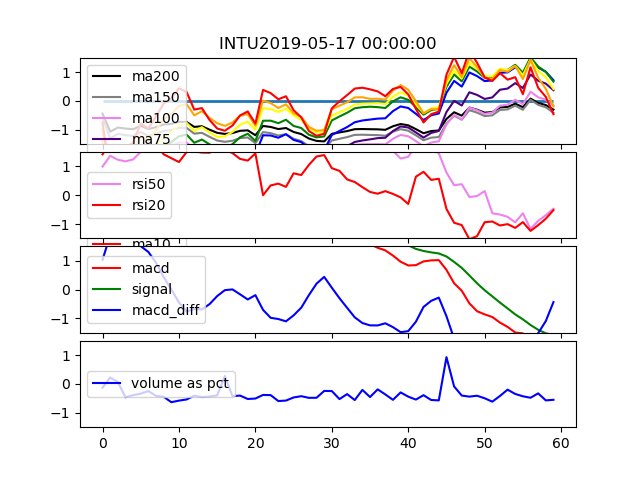 INTU2019-05-17 00:00:00
1
0
−1
ma200
ma150
ma100
ma75
1
0
−1
rsi50
rsi20
ma10
1
0
−1
macd
signal
macd_diff
1
0
−1
volume as pct
0 10 20 30 40 50 60